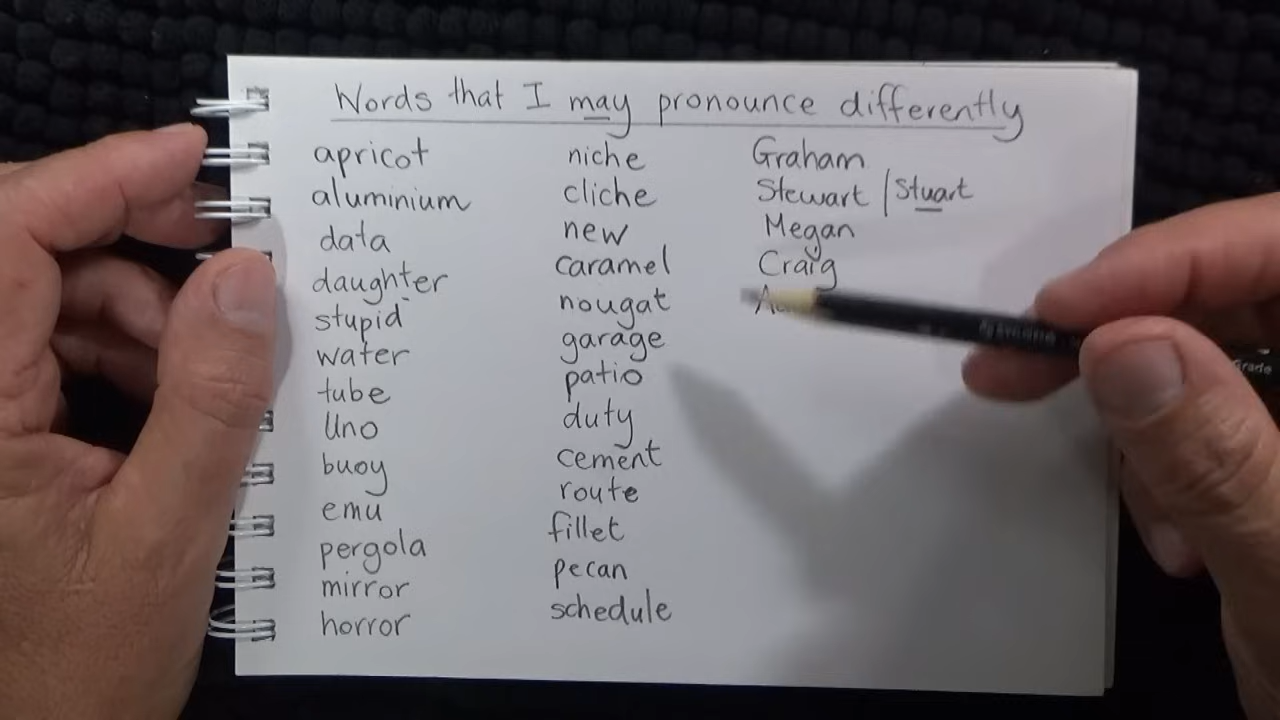 Words that I may pronounce differently
apricot
aluminium
data
daughter
stupid
water
tube
Uno
buoy
emu
pergola
mirror
horror
niche
cliche
new
caramel
nougat
garage
patio
duty
cement
route
fillet
pecan
schedule
Graham
Stewart / Stuart
Megan
Craig
Grade